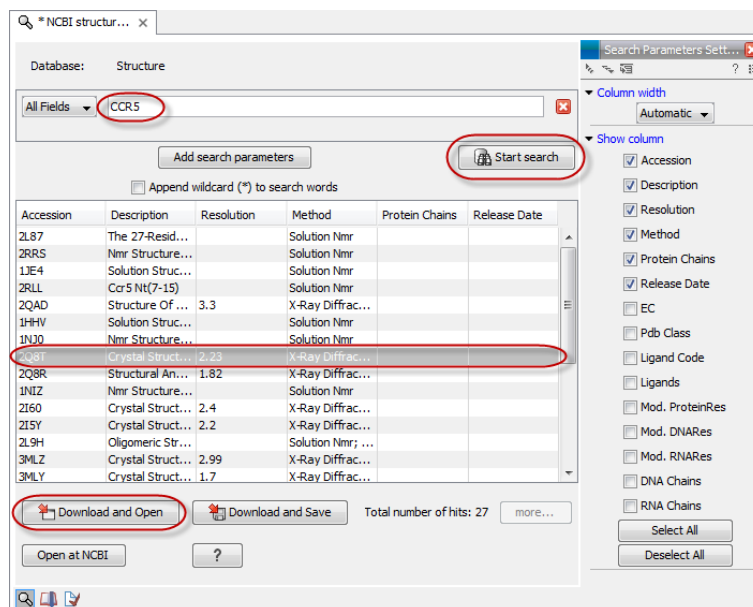 * NCBI structur...
Search Parameters Sett...
Database: Structure
?
Column width
All Fields CCR5
Automatic
Show column
Add search parameters Start search
Accession
Append wildcard (*) to search words
Description
Accession Description Resolution Method Protein Chains Release Date
Resolution
2L87 The 27-Resid... Solution Nmr
Method
2RRS Nmr Structure... Solution Nmr
Protein Chains
1JE4 Solution Struc... Solution Nmr
2RLL Ccr5 Nt(7-15) Solution Nmr
Release Date
2QAD Structure Of ... 3.3 X-Ray Diffrac...
EC
1HHV Solution Struc... Solution Nmr
Pdb Class
1NJ0 Nmr Structure... Solution Nmr
Ligand Code
2Q8T Crystal Struct... 2.23 X-Ray Diffrac...
2Q8R Structural An... 1.82 X-Ray Diffrac...
Ligands
1NIZ Nmr Structure... Solution Nmr
Mod. ProteinRes
2I60 Crystal Struct... 2.4 X-Ray Diffrac...
2I5Y Crystal Struct... 2.2 X-Ray Diffrac...
Mod. DNARes
2L9H Oligomeric Str... Solution Nmr; ...
Mod. RNARes
3MLZ Crystal Struct... 2.99 X-Ray Diffrac...
3MLY Crystal Struct... 1.7 X-Ray Diffrac...
DNA Chains
RNA Chains
Download and Open Download and Save Total number of hits: 27 more...
Select All
Open at NCBI ?
Deselect All